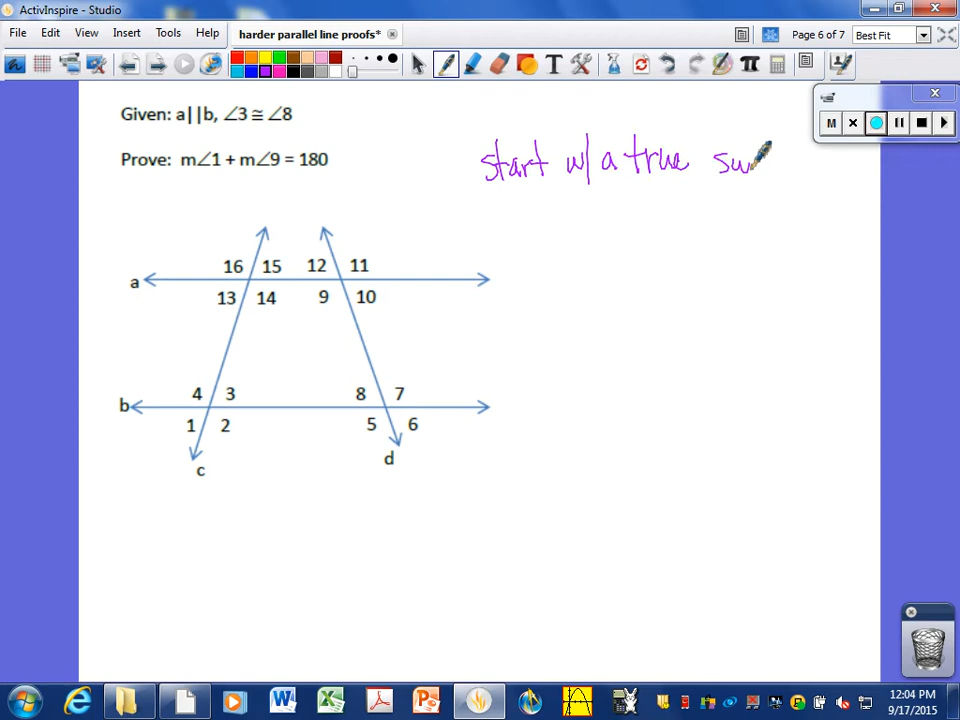 ActivInspire - Studio
File Edit View Insert Tools Help
harder parallel line proofs*
Page 6 of 7
Best Fit
M
Given: a||b, ∠3 ≅ ∠8
Prove: m∠1 + m∠9 = 180
start w/ a true
16 15 12 11
a
13 14 9 10
4 3 8 7
b
1 2 5 6
c d
12:04 PM
9/17/2015